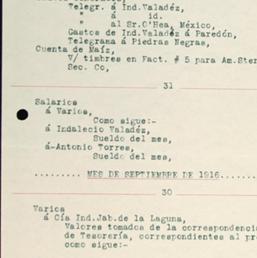 Telegr. á Ind.Valadéz,
" á id.
" al Sr.O'Hea, México,
Gastos de Ind.Valadéz á Paredón,
Telegrama á Piedras Negras,
Cuenta de Maíz,
V/ timbres en Fact. # 5 para Am.Ster
Sec. Co,
31
Salarios
á Varios,
Como sigue:-
á Indalecio Valadéz,
Sueldo del mes,
á-Antonio Torres,
Sueldo del mes,
......... MES DE SEPTIEMBRE DE 1916.......
30
Varios
á Cía Ind.Jab.de la Laguna,
Valores tomados de la correspondenci
de Tesorería, correspondientes al pr
como sigue:-